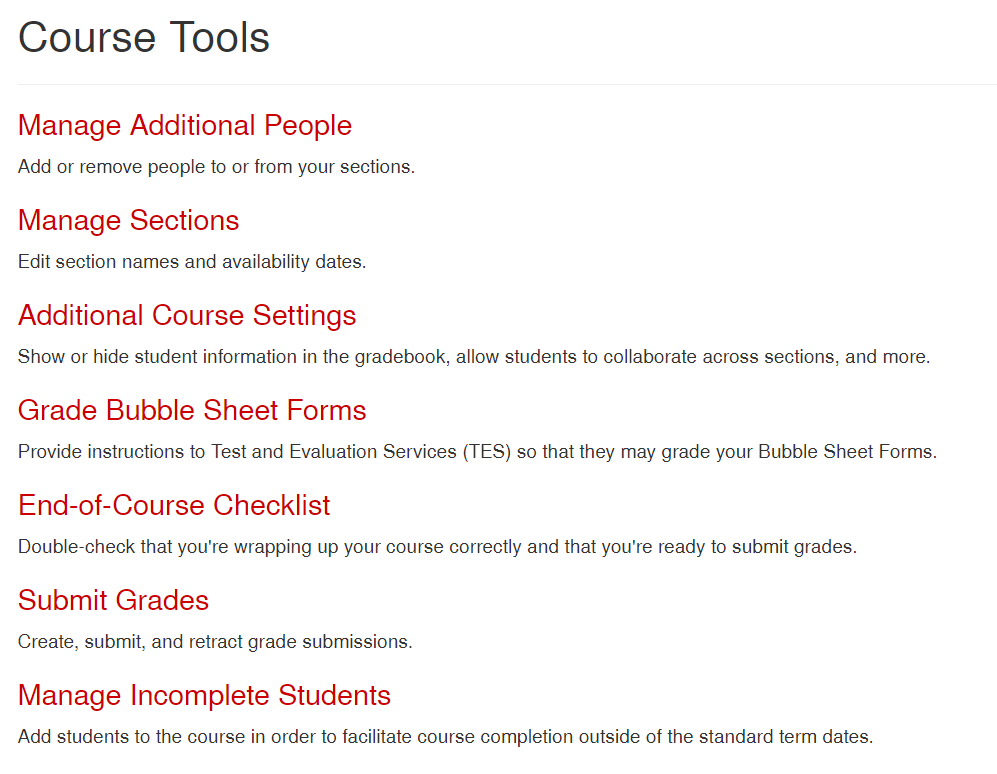 Course Tools
Manage Additional People
Add or remove people to or from your sections.
Manage Sections
Edit section names and availability dates.
Additional Course Settings
Show or hide student information in the gradebook, allow students to collaborate across sections, and more.
Grade Bubble Sheet Forms
Provide instructions to Test and Evaluation Services (TES) so that they may grade your Bubble Sheet Forms.
End-of-Course Checklist
Double-check that you're wrapping up your course correctly and that you're ready to submit grades.
Submit Grades
Create, submit, and retract grade submissions.
Manage Incomplete Students
Add students to the course in order to facilitate course completion outside of the standard term dates.